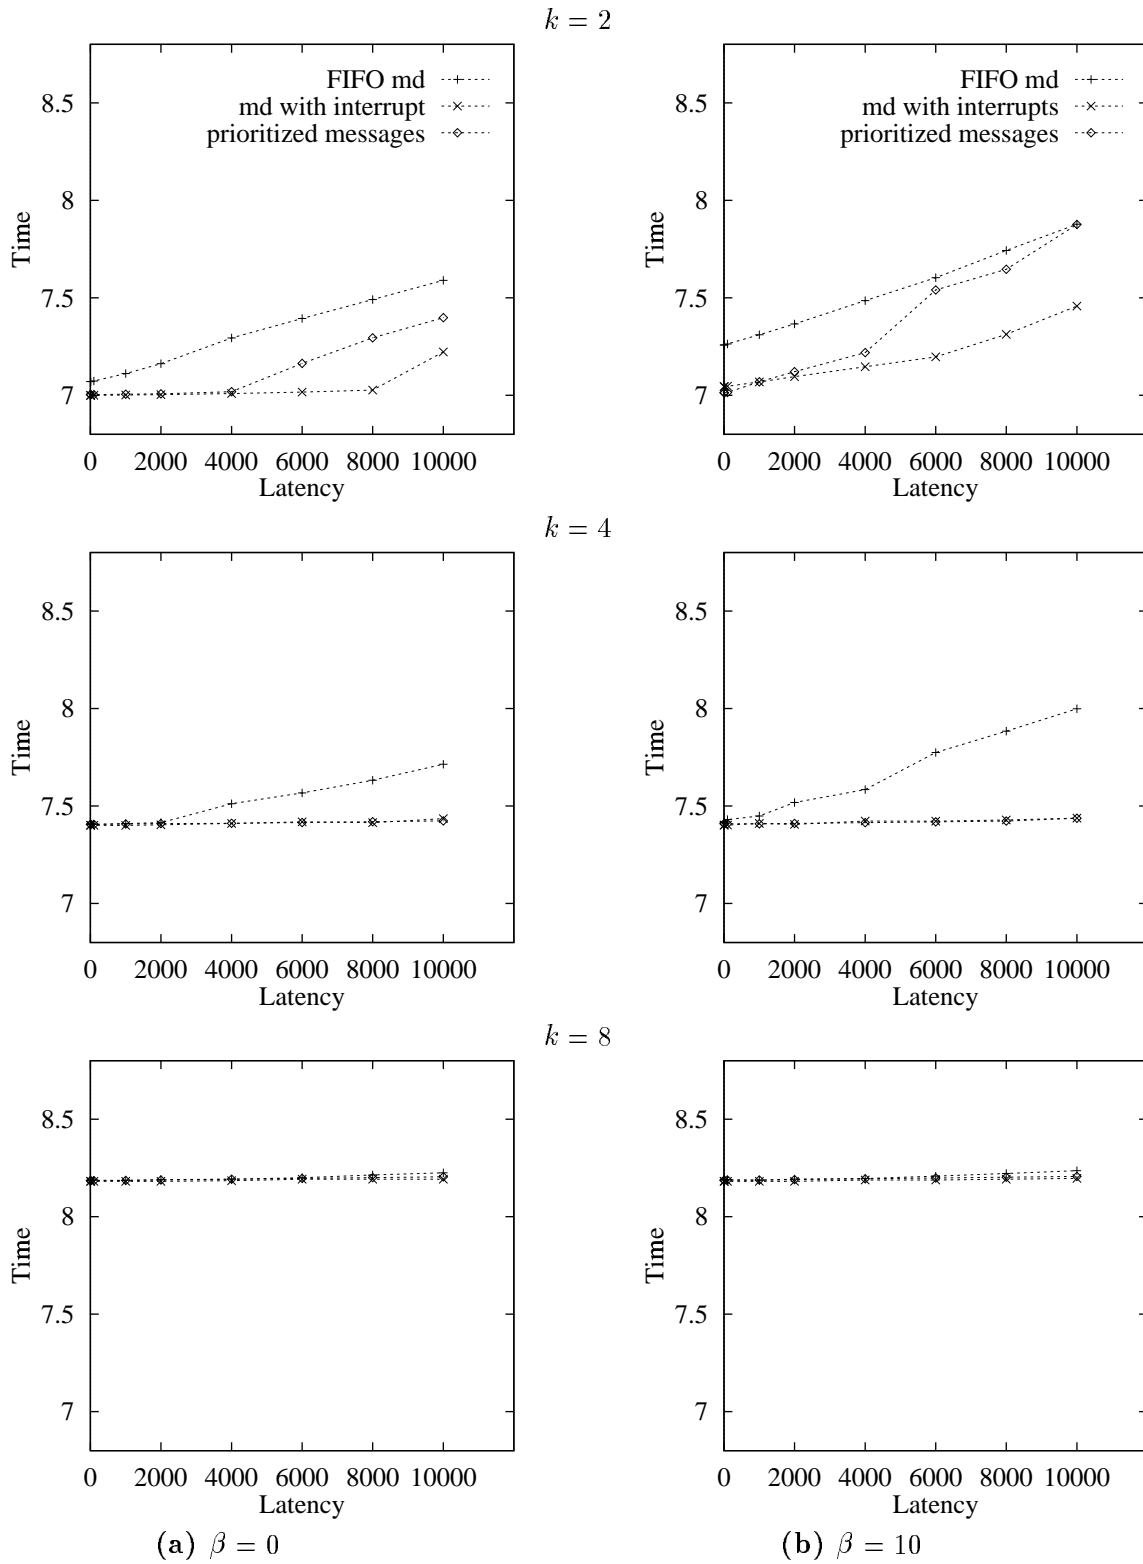 k = 2
8.5
8
7.5
7
Time
FIFO md
md with interrupt
prioritized messages
0 2000 4000 6000 8000 10000
Latency
8.5
8
7.5
7
Time
FIFO md
md with interrupts
prioritized messages
0 2000 4000 6000 8000 10000
Latency
k = 4
8.5
8
7.5
7
Time
0 2000 4000 6000 8000 10000
Latency
8.5
8
7.5
7
Time
0 2000 4000 6000 8000 10000
Latency
k = 8
8.5
8
7.5
7
Time
0 2000 4000 6000 8000 10000
Latency
8.5
8
7.5
7
Time
0 2000 4000 6000 8000 10000
Latency
(a) β = 0
(b) β = 10